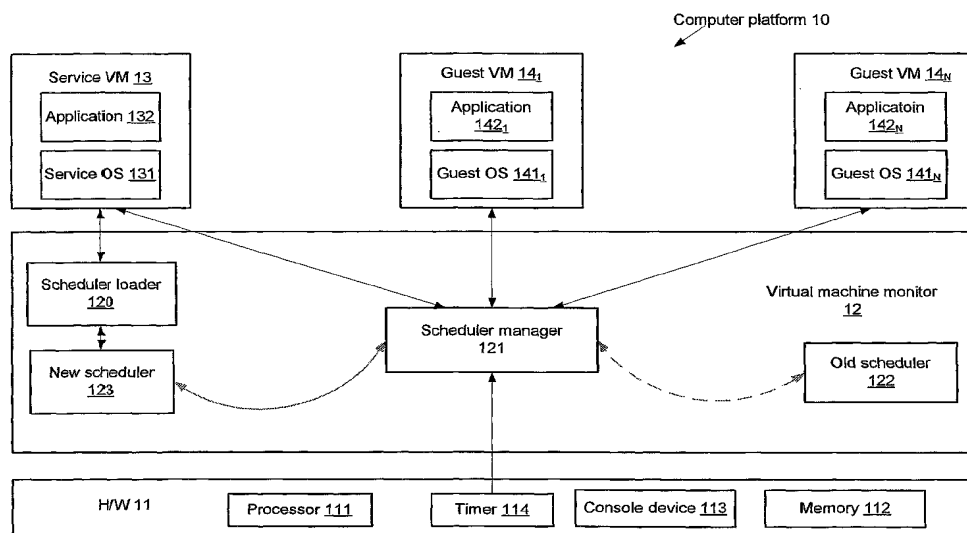 Computer platform 10
Service VM 13
Application 132
Service OS 131
Guest VM 14₁
Application
142₁
Guest OS 141₁
Guest VM 14N
Applicatoin
142N
Guest OS 141N
Scheduler loader
120
New scheduler
123
Scheduler manager
121
Virtual machine monitor
12
Old scheduler
122
H/W 11
Processor 111
Timer 114
Console device 113
Memory 112